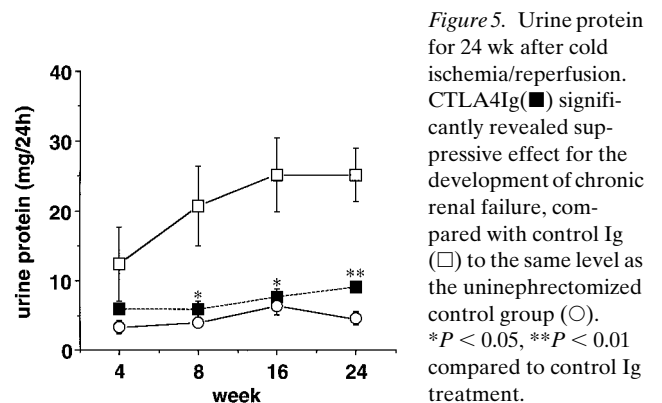 40
30
20
10
0
urine protein (mg/24h)
*
*
**
4 8 16 24
week
Figure 5. Urine protein
for 24 wk after cold
ischemia/reperfusion.
CTLA4Ig(■) signifi-
cantly revealed sup-
pressive effect for the
development of chronic
renal failure, com-
pared with control Ig
(□) to the same level as
the uninephrectomized
control group (○).
*P < 0.05, **P < 0.01
compared to control Ig
treatment.